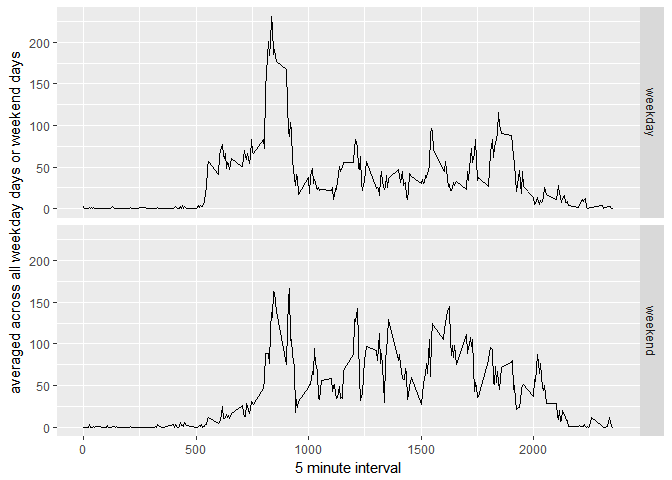 averaged across all weekday days or weekend days
200
150
100
50
0
weekday
200
150
100
50
0
weekend
0 500 1000 1500 2000
5 minute interval